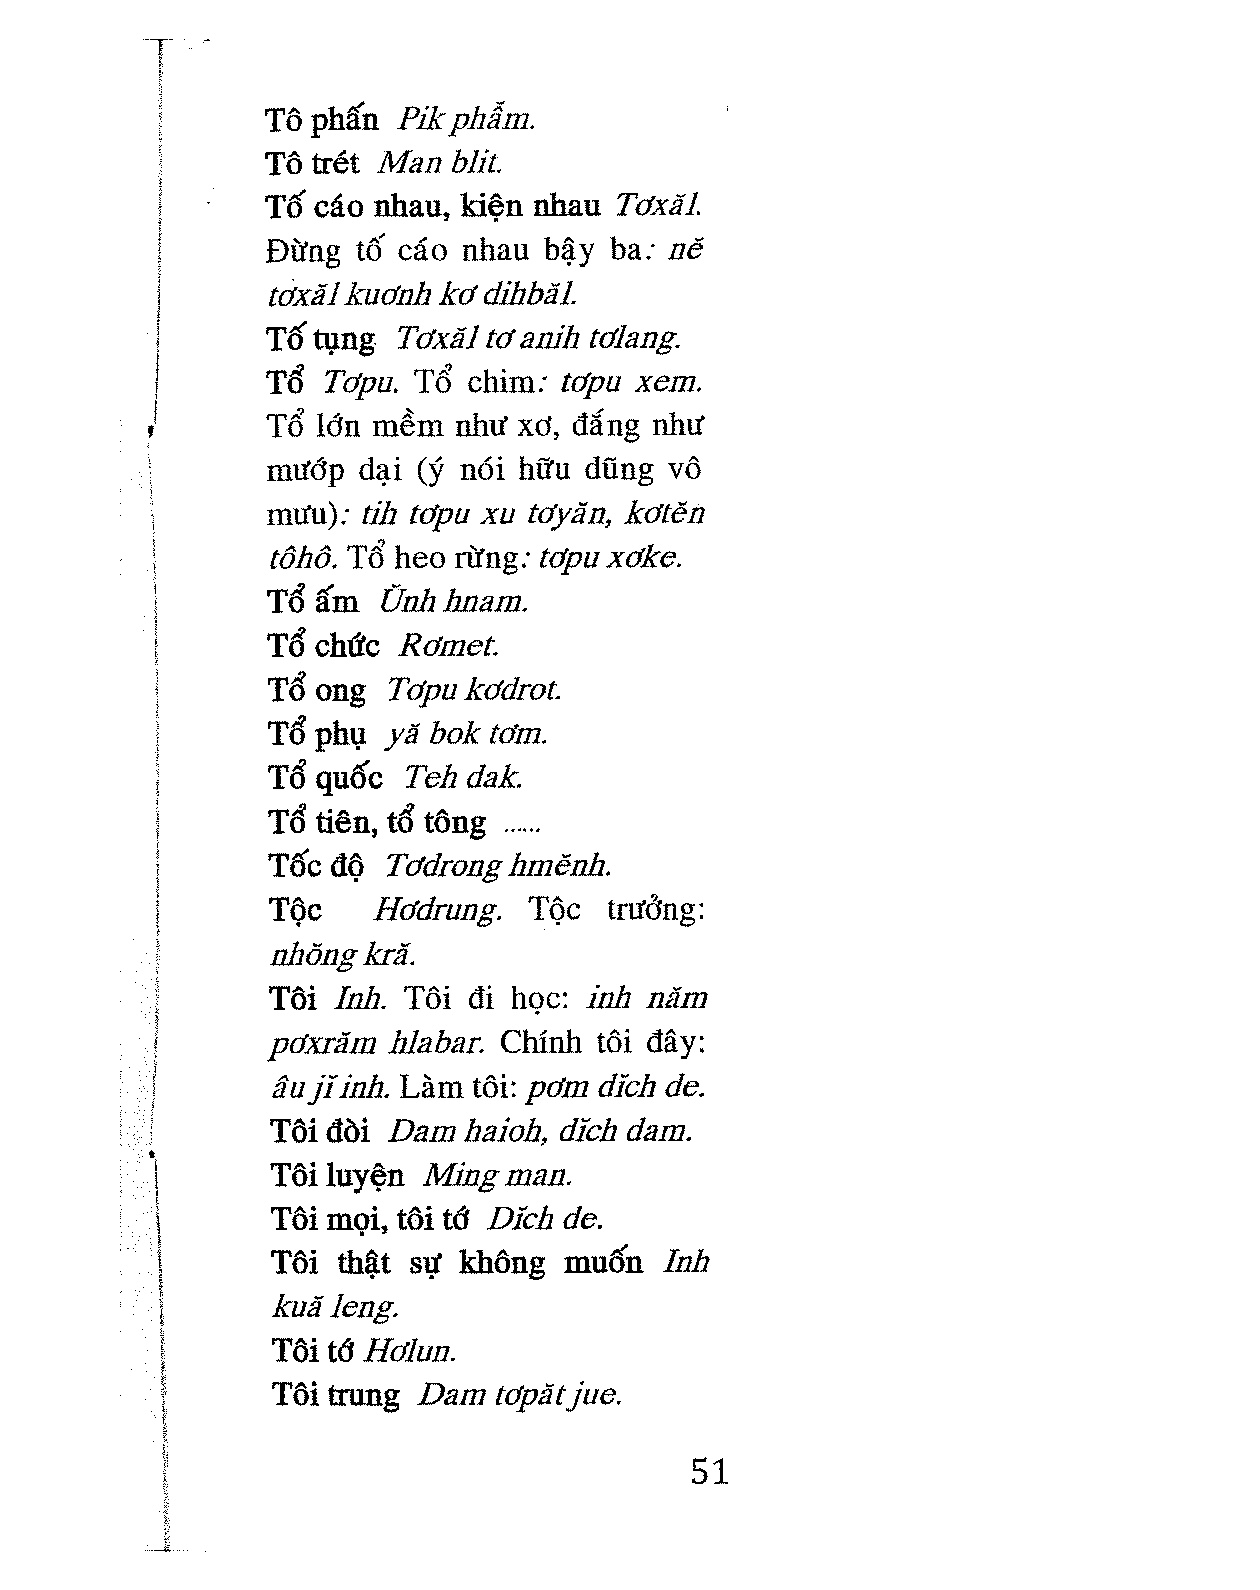 Tô phấn Pik phẩm.
Tô trét Man blit.
Tố cáo nhau, kiện nhau Tơxăl.
Đừng tố cáo nhau bậy ba: nĕ
tơxăl kuơnh kơ dihbăl.
Tố tụng Tơxăl tơ anih tơlang.
Tổ Tơpu. Tổ chim: tơpu xem.
Tổ lớn mềm như xơ, đắng như
mướp dại (ý nói hữu dũng vô
mưu): tih tơpu xu tơyăn, kơtĕn
tôhô. Tổ heo rừng: tơpu xơke.
Tổ ấm Ŭnh hnam.
Tổ chức Rơmet.
Tổ ong Tơpu kơdrot.
Tổ phụ yă bok tơm.
Tổ quốc Teh dak.
Tổ tiên, tổ tông ......
Tốc độ Tơdrong hmĕnh.
Tộc Hơdrung. Tộc trưởng:
nhŏng kră.
Tôi Inh. Tôi đi học: inh năm
pơxrăm hlabar. Chính tôi đây:
âu jĭ inh. Làm tôi: pơm dĭch de.
Tôi đòi Dam haioh, dĭch dam.
Tôi luyện Ming man.
Tôi mọi, tôi tớ Dĭch de.
Tôi thật sự không muốn Inh
kuă leng.
Tôi tớ Hơlun.
Tôi trung Dam tơpăt jue.
51